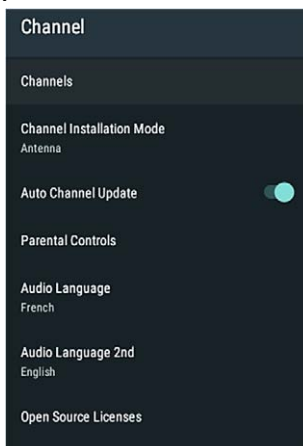 Channel
Channels
Channel Installation Mode
Antenna
Auto Channel Update
Parental Controls
Audio Language
French
Audio Language 2nd
English
Open Source Licenses